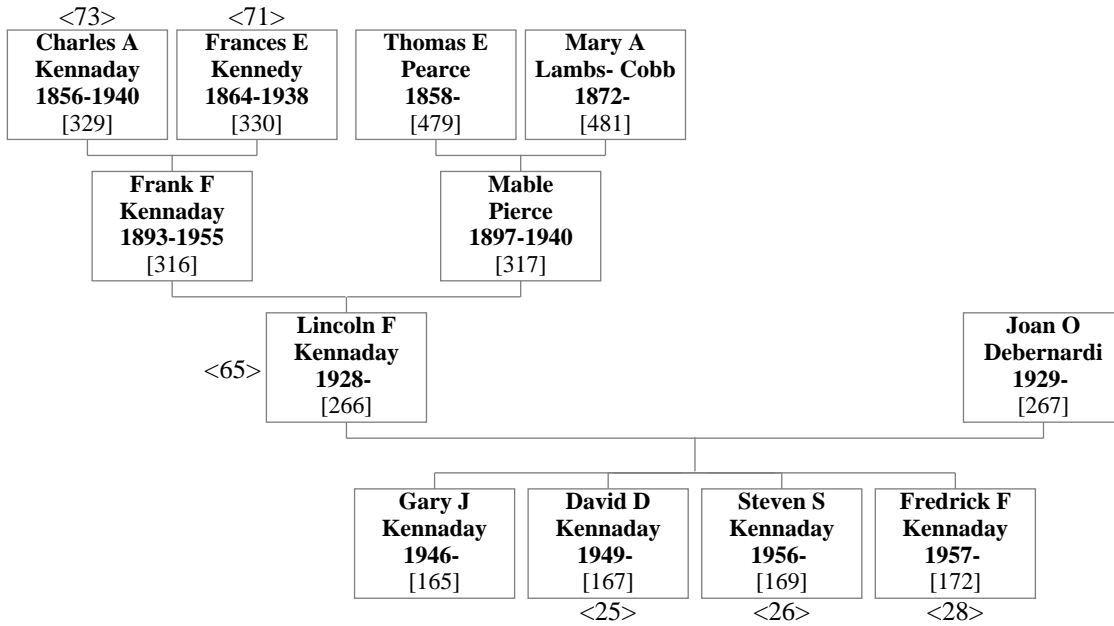 <73>
<71>
Charles A
Kennaday
1856-1940
[329]
Frances E
Kennedy
1864-1938
[330]
Thomas E
Pearce
1858-
[479]
Mary A
Lambs- Cobb
1872-
[481]
Frank F
Kennaday
1893-1955
[316]
Mable
Pierce
1897-1940
[317]
<65>
Lincoln F
Kennaday
1928-
[266]
Joan O
Debernardi
1929-
[267]
Gary J
Kennaday
1946-
[165]
David D
Kennaday
1949-
[167]
<25>
Steven S
Kennaday
1956-
[169]
<26>
Fredrick F
Kennaday
1957-
[172]
<28>